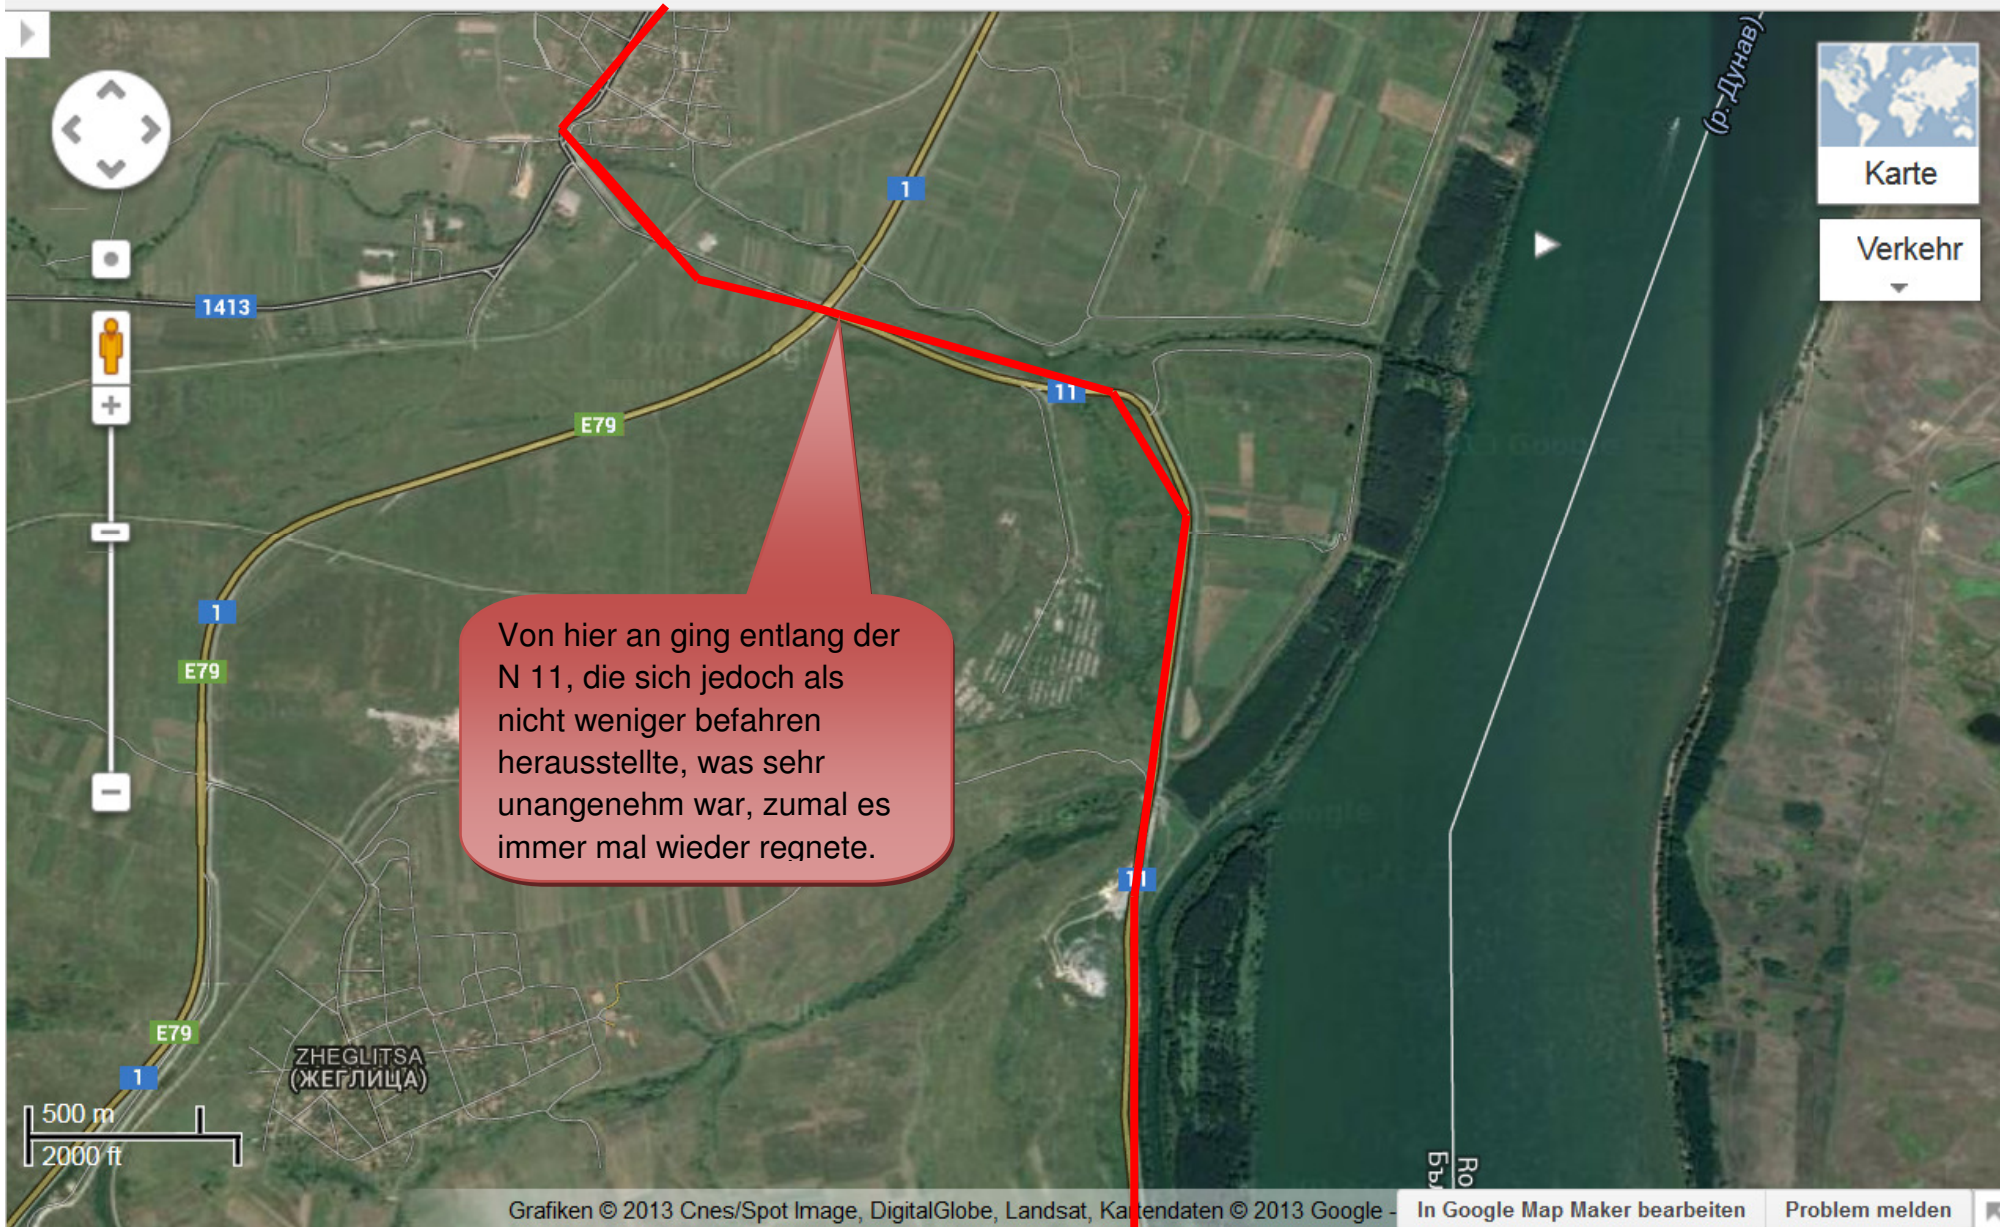 (р. Дунав)
Karte
1
Verkehr
1413
11
E79
1
Von hier an ging entlang der
N 11, die sich jedoch als
nicht weniger befahren
herausstellte, was sehr
unangenehm war, zumal es
immer mal wieder regnete.
E79
11
E79
ZHEGLITSA
(ЖЕГЛИЦА)
1
500 m
2000 ft
Ro
Бъл
Grafiken © 2013 Cnes/Spot Image, DigitalGlobe, Landsat, Kartendaten © 2013 Google -
In Google Map Maker bearbeiten
Problem melden